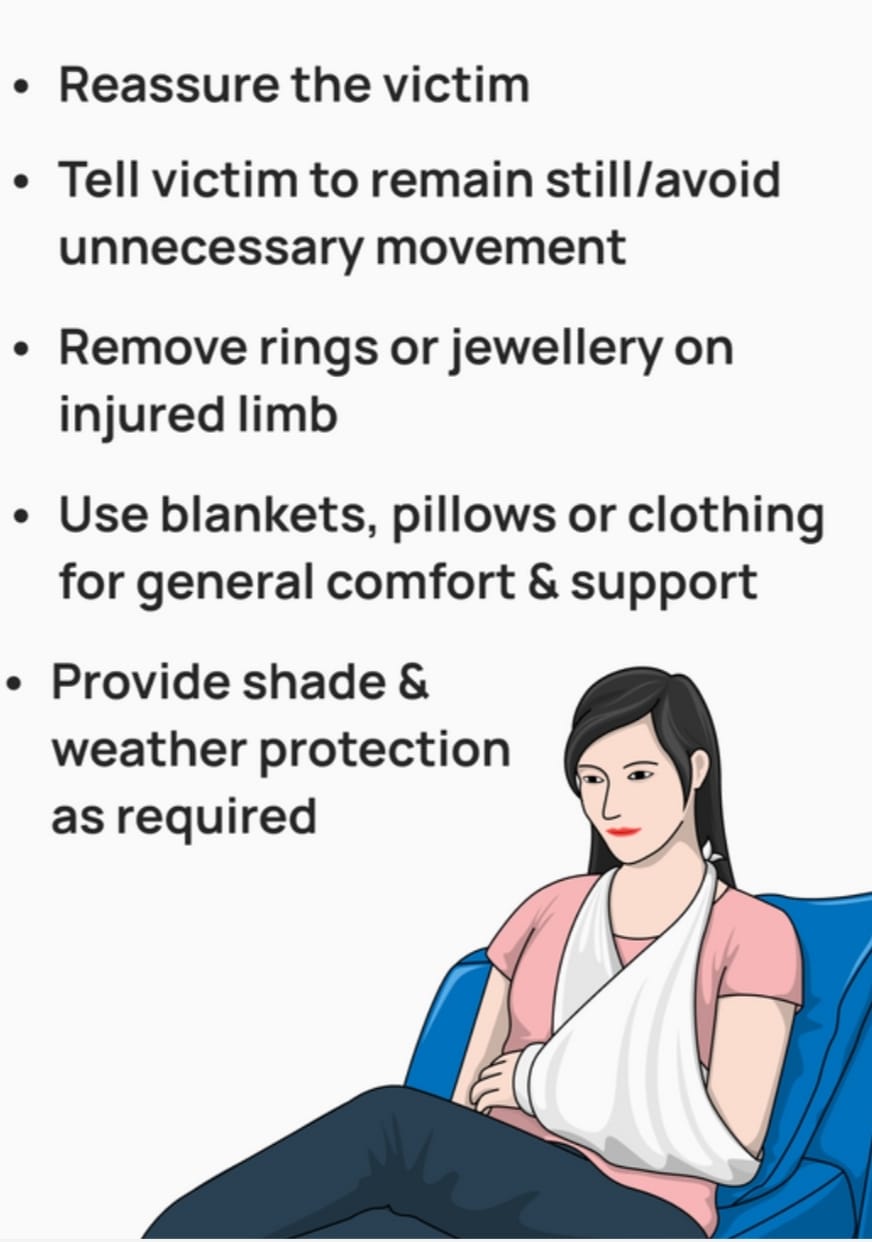 • Reassure the victim
• Tell victim to remain still/avoid
unnecessary movement
• Remove rings or jewellery on
injured limb
• Use blankets, pillows or clothing
for general comfort & support
• Provide shade &
weather protection
as required